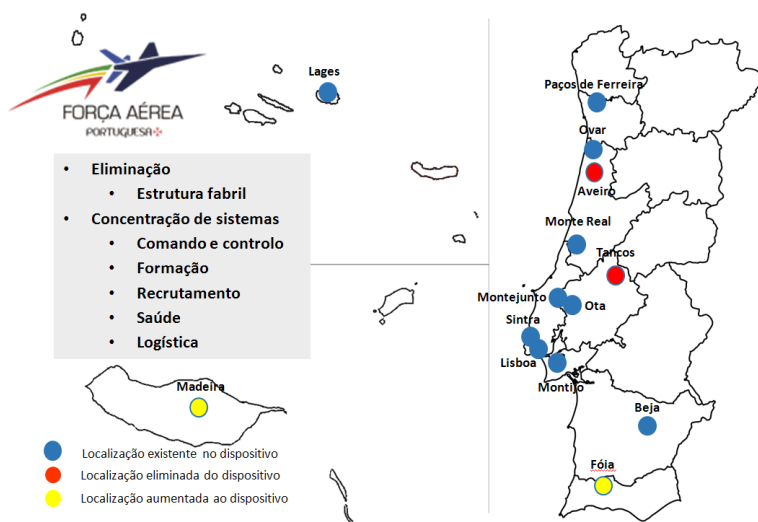 FORÇA AÉREA
PORTUGUESA
• Eliminação
• Estrutura fabril
• Concentração de sistemas
• Comando e controlo
• Formação
• Recrutamento
• Saúde
• Logística
Lages
Paços de Ferreira
Ovar
Aveiro
Monte Real
Tancos
Montejunto
Ota
Sintra
Lisboa
Montijo
Madeira
Beja
Fóia
Localização existente no dispositivo
Localização eliminada do dispositivo
Localização aumentada ao dispositivo